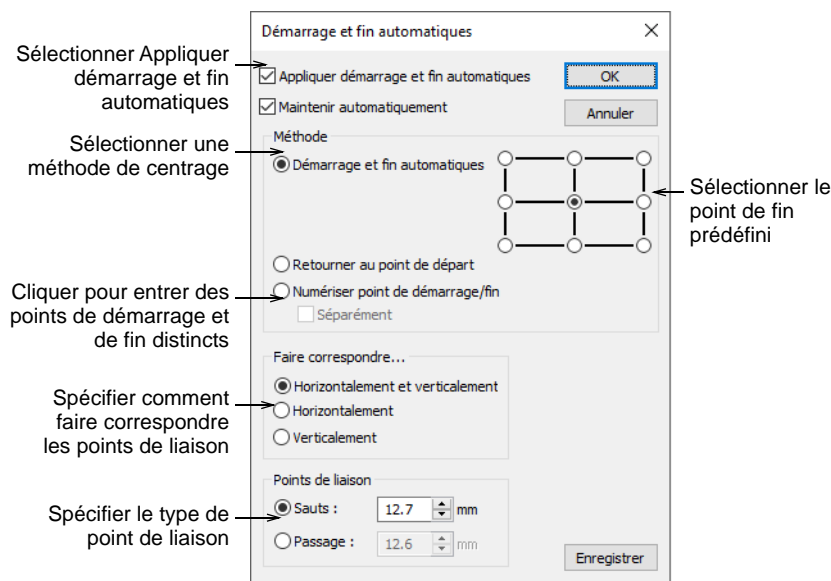 Démarrage et fin automatiques
Sélectionner Appliquer
démarrage et fin
automatiques
Appliquer démarrage et fin automatiques
OK
Maintenir automatiquement
Annuler
Sélectionner une
méthode de centrage
Méthode
Démarrage et fin automatiques
Sélectionner le
point de fin
prédéfini
Retourner au point de départ
Cliquer pour entrer des
points de démarrage et
de fin distincts
Numériser point de démarrage/fin
Séparément
Faire correspondre...
Spécifier comment
faire correspondre
les points de liaison
Horizontalement et verticalement
Horizontalement
Verticalement
Points de liaison
Spécifier le type de
point de liaison
Sauts : 12.7 mm
Passage : 12.6 mm
Enregistrer